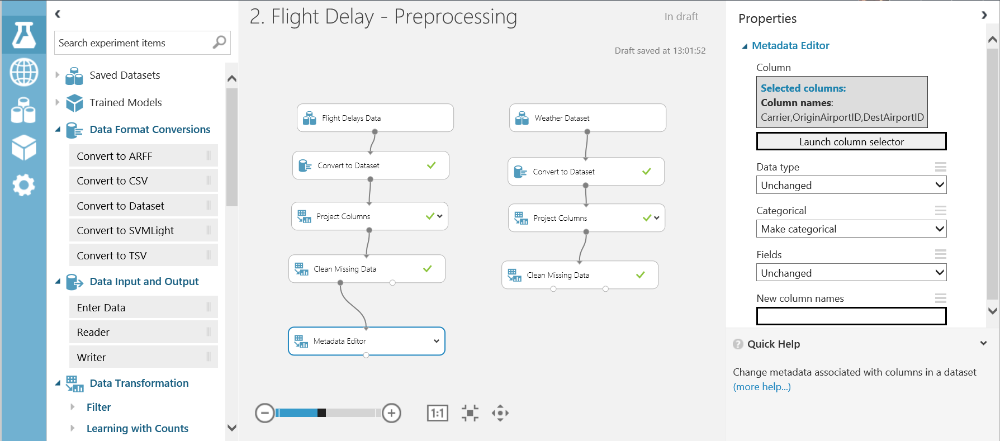 2. Flight Delay - Preprocessing
In draft
Draft saved at 13:01:52
Search experiment items
Saved Datasets
Trained Models
Data Format Conversions
Convert to ARFF
Convert to CSV
Convert to Dataset
Convert to SVMLight
Convert to TSV
Data Input and Output
Enter Data
Reader
Writer
Data Transformation
Filter
Learning with Counts
Flight Delays Data
Convert to Dataset
Project Columns
Clean Missing Data
Metadata Editor
Weather Dataset
Convert to Dataset
Project Columns
Clean Missing Data
1:1
Properties
Metadata Editor
Column
Selected columns:
Column names:
Carrier,OriginAirportID,DestAirportID
Launch column selector
Data type
Unchanged
Categorical
Make categorical
Fields
Unchanged
New column names
? Quick Help
Change metadata associated with columns in a dataset
(more help...)